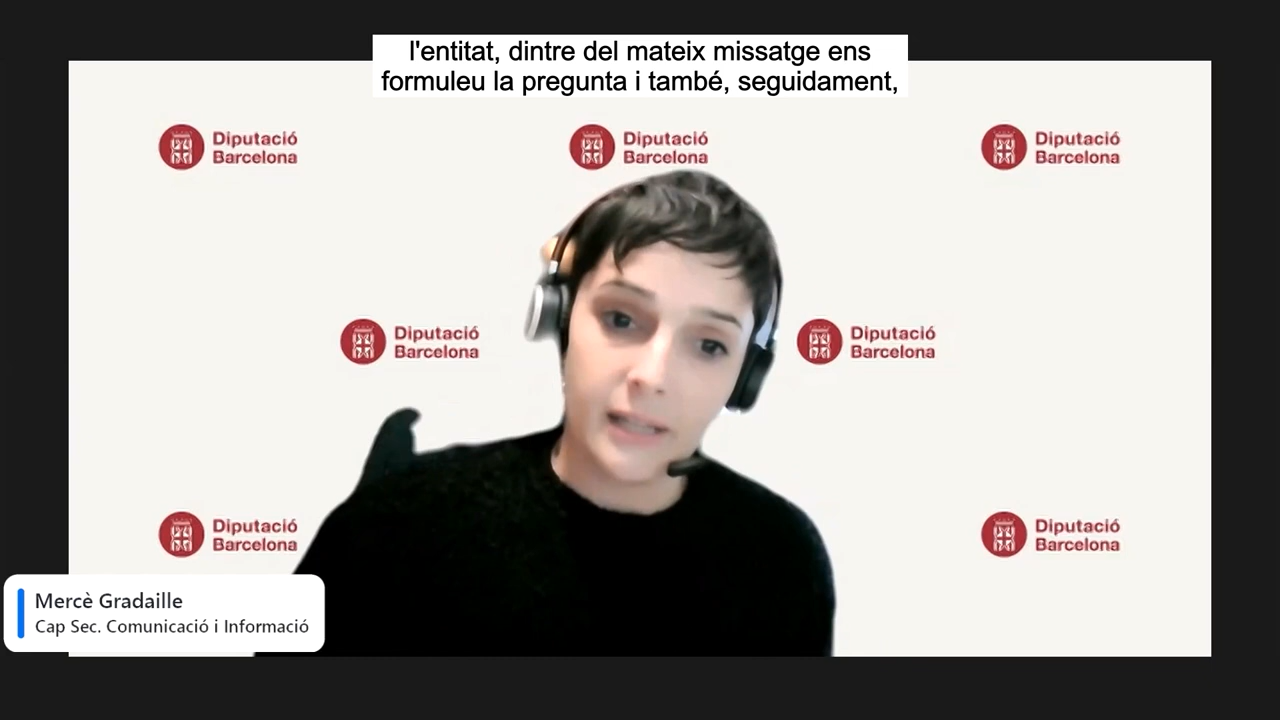 l'entitat, dintre del mateix missatge ens
formuleu la pregunta i també, seguidament,
Diputació
Barcelona
Diputació
Barcelona
Diputació
Barcelona
Diputació
Barcelona
Diputació
Barcelona
Diputació
Barcelona
Diputació
Barcelona
Mercè Gradaille
Cap Sec. Comunicació i Informació